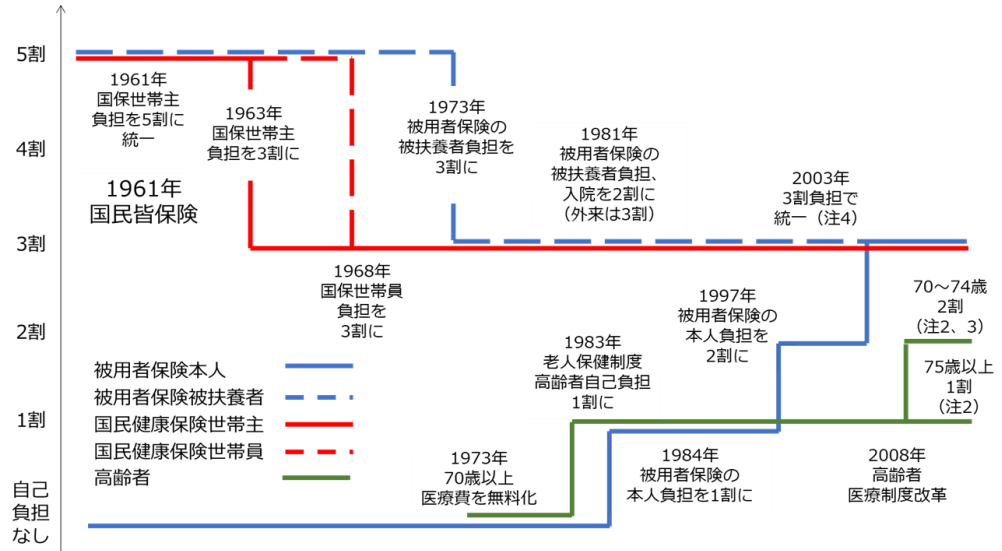 5割
4割
3割
2割
1割
自己
負担
なし
1961年
国保世帯主
負担を5割に
統一
1961年
国民皆保険
1963年
国保世帯主
負担を3割に
1968年
国保世帯員
負担を
3割に
1973年
被用者保険の
被扶養者負担を
3割に
1981年
被用者保険の
被扶養者負担、
入院を2割に
（外来は3割）
2003年
3割負担で
統一（注4）
1997年
被用者保険の
本人負担を
2割に
70～74歳
2割
（注2、3）
75歳以上
1割
（注2）
1983年
老人保健制度
高齢者自己負担
1割に
1973年
70歳以上
医療費を無料化
1984年
被用者保険の
本人負担を1割に
2008年
高齢者
医療制度改革
被用者保険本人
被用者保険被扶養者
国民健康保険世帯主
国民健康保険世帯員
高齢者